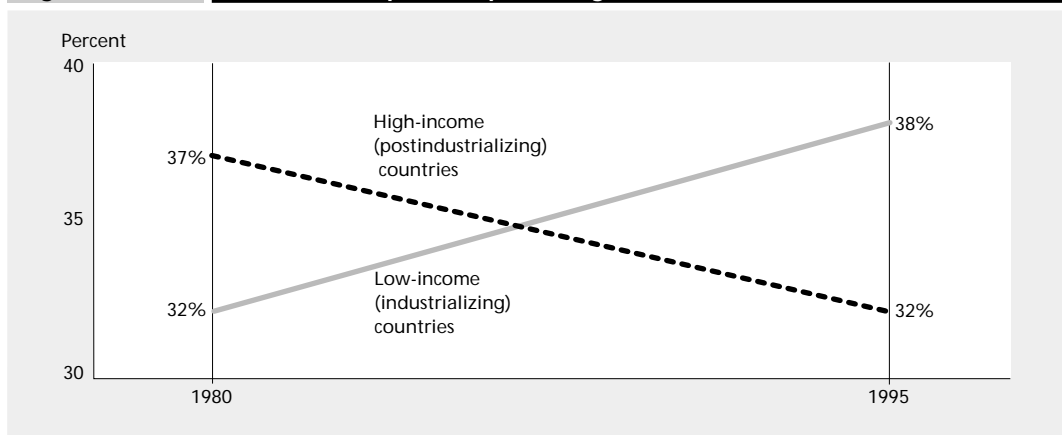 Percent
40
High-income
(postindustrializing)
countries
38%
37%
35
Low-income
(industrializing)
countries
32%
32%
30
1980
1995